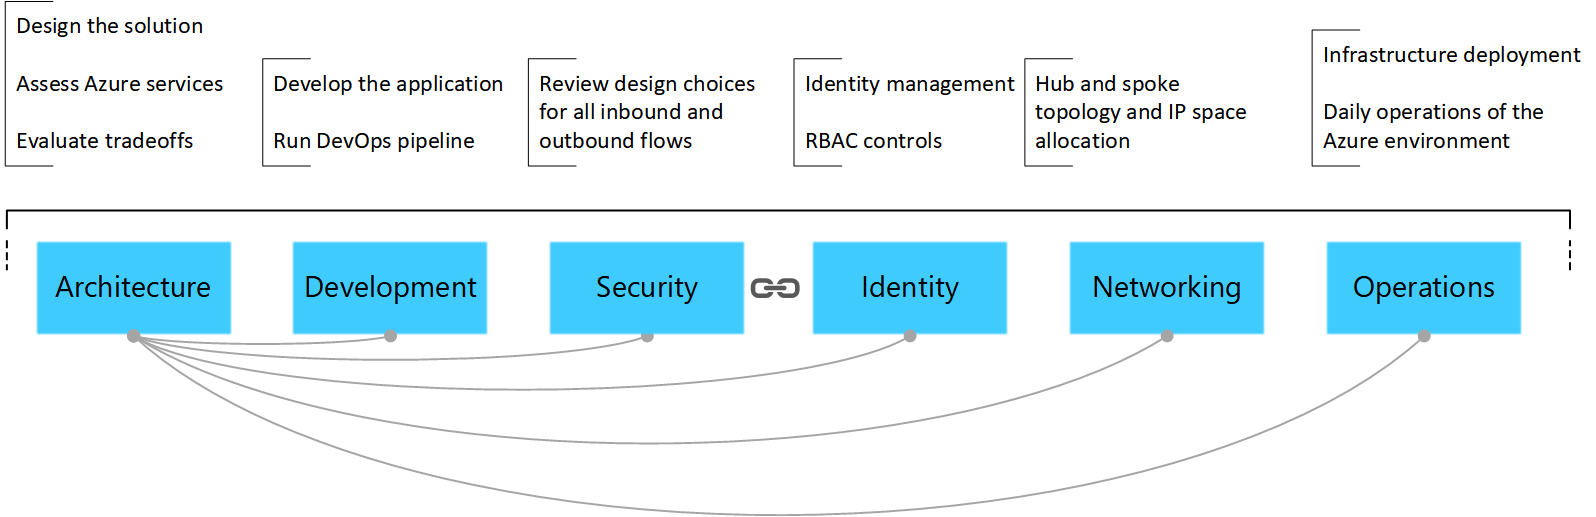 Design the solution
Assess Azure services
Evaluate tradeoffs
Develop the application
Run DevOps pipeline
Review design choices
for all inbound and
outbound flows
Identity management
RBAC controls
Hub and spoke
topology and IP space
allocation
Infrastructure deployment
Daily operations of the
Azure environment
Architecture
Development
Security
Identity
Networking
Operations